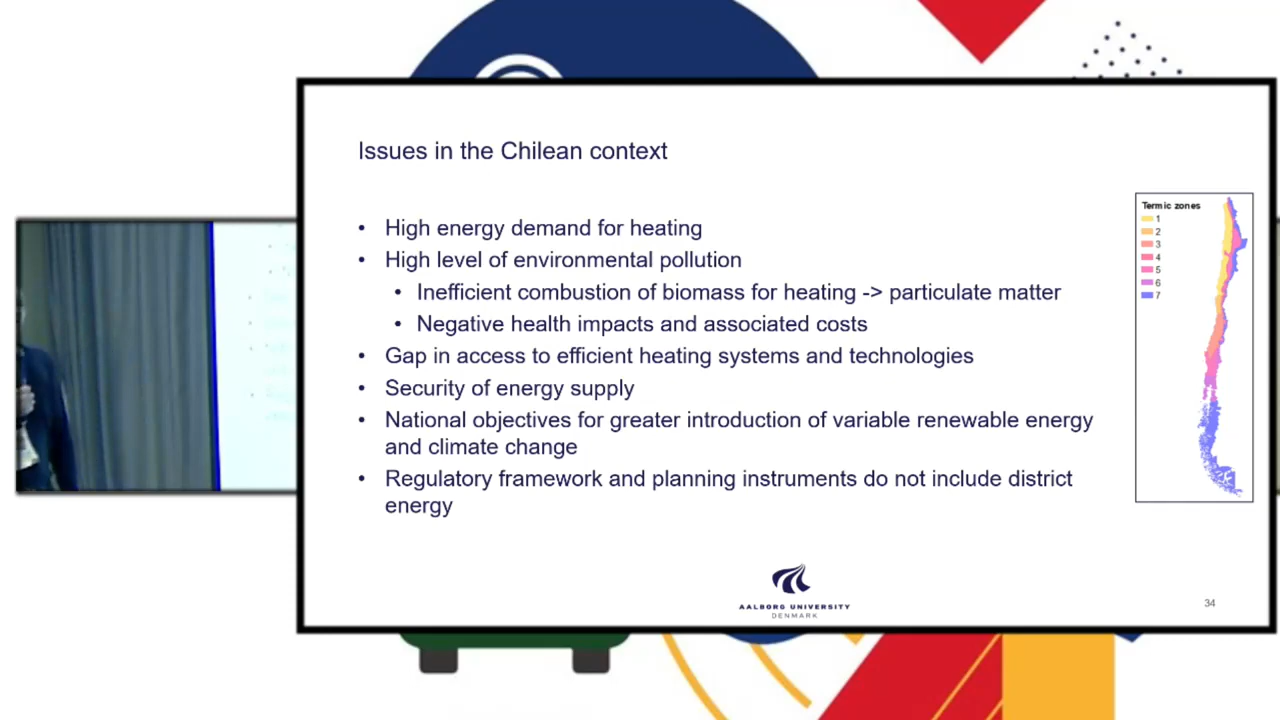 Issues in the Chilean context
• High energy demand for heating
• High level of environmental pollution
• Inefficient combustion of biomass for heating -> particulate matter
• Negative health impacts and associated costs
• Gap in access to efficient heating systems and technologies
• Security of energy supply
• National objectives for greater introduction of variable renewable energy
and climate change
• Regulatory framework and planning instruments do not include district
energy
Termic zones
1
2
3
4
5
6
7
AALBORG UNIVERSITY
DENMARK
34